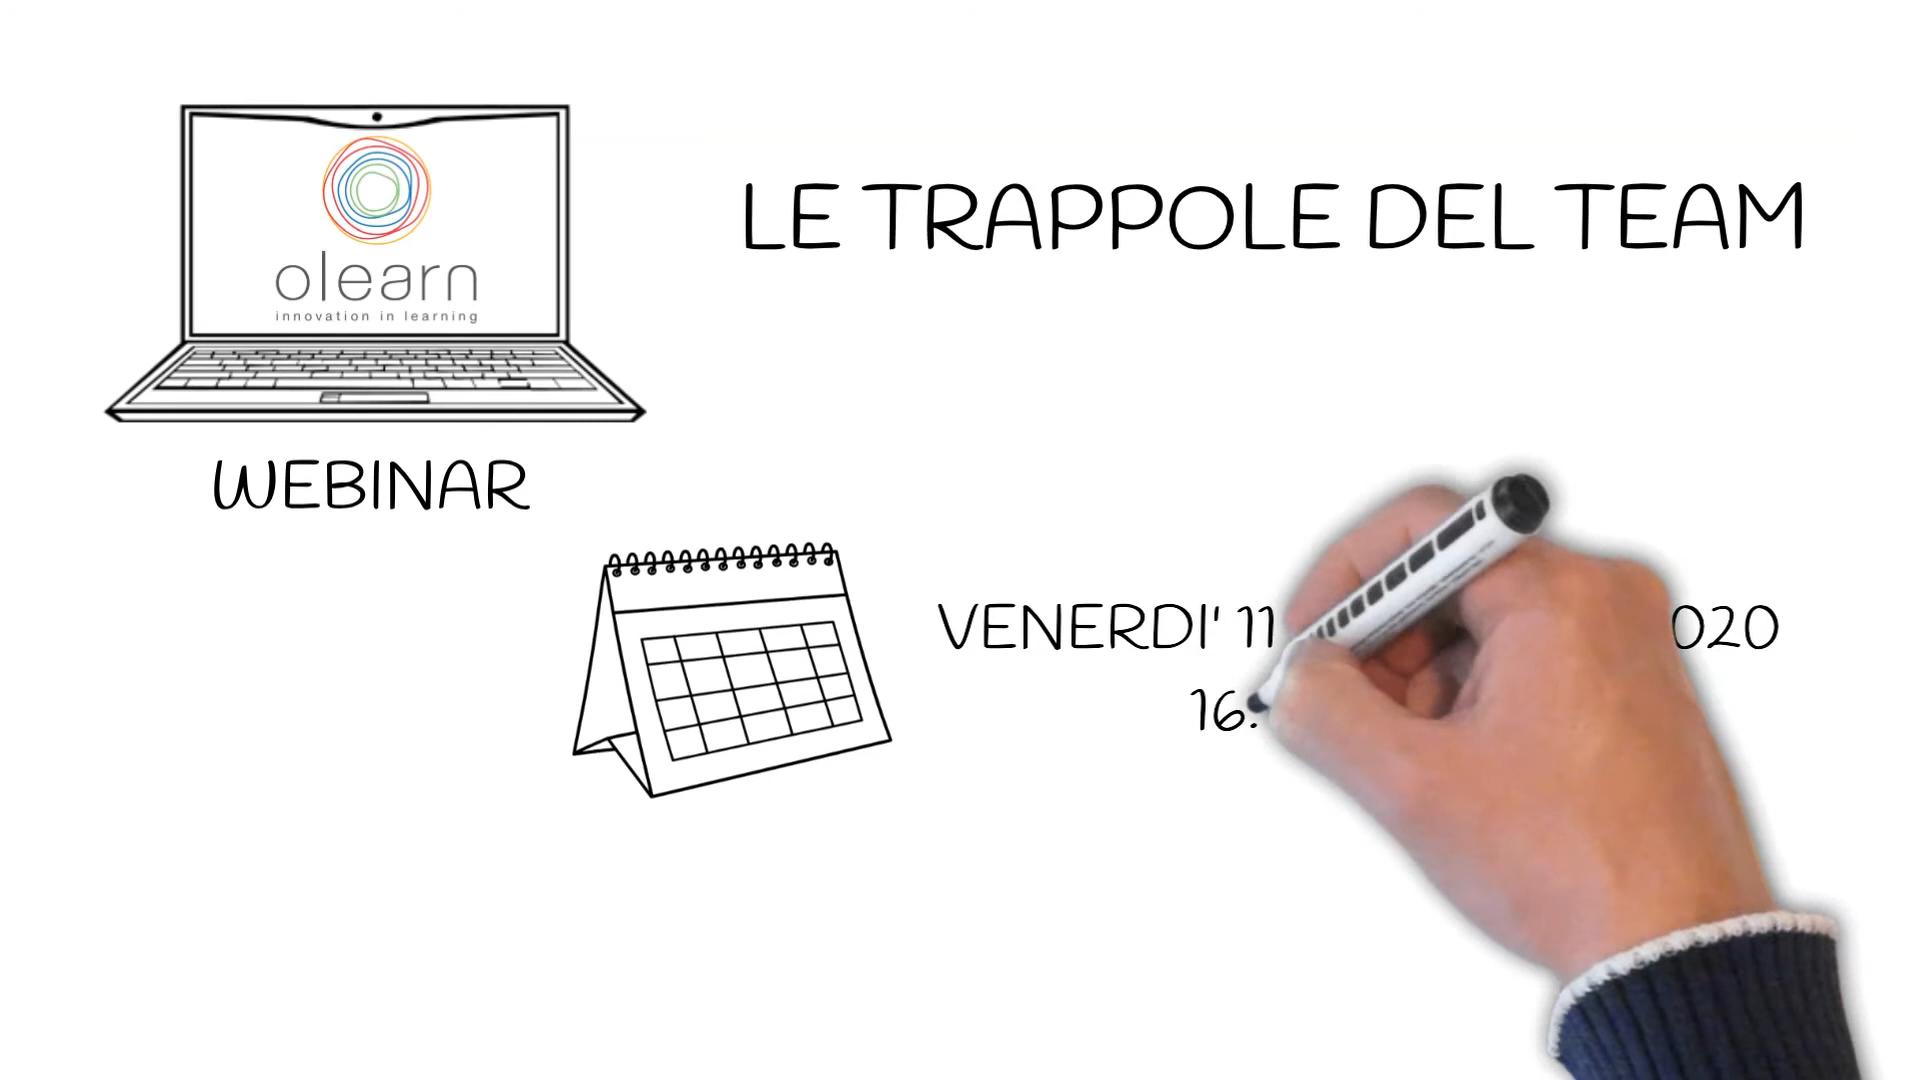 olearn
innovation in learning
WEBINAR
LE TRAPPOLE DEL TEAM
VENERDI' 11 020
16.